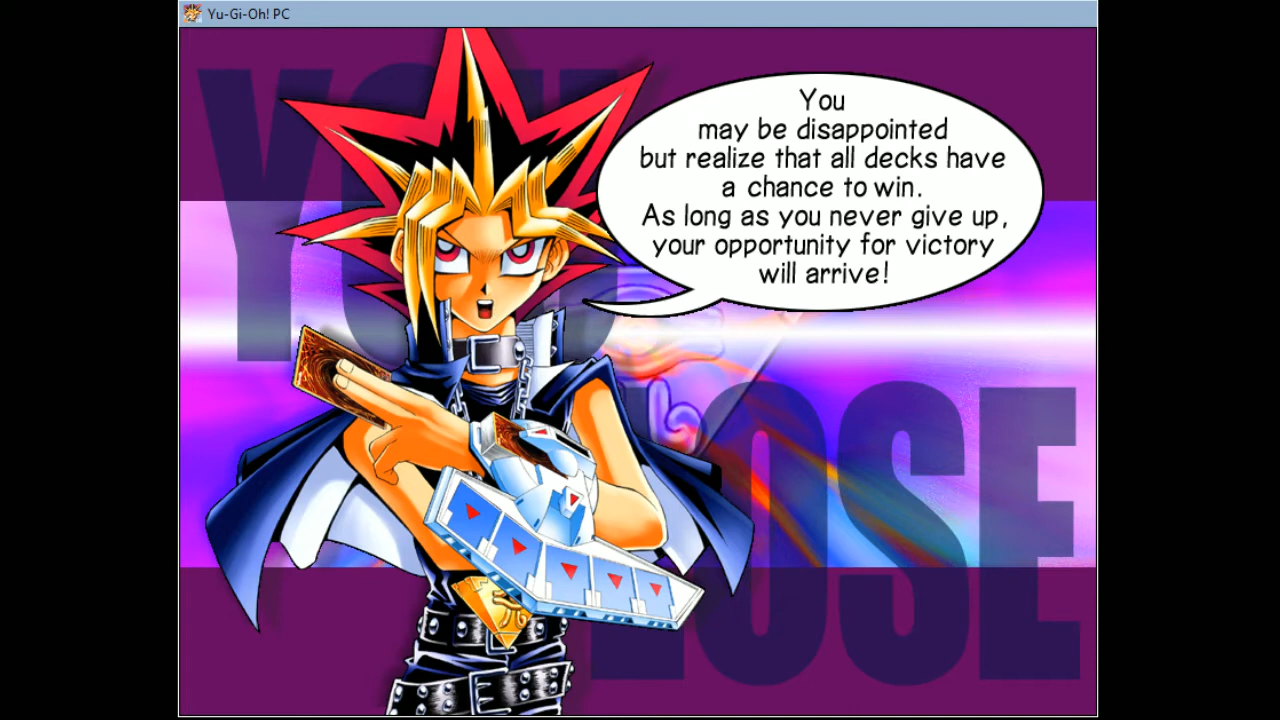 Yu-Gi-Oh! PC
YOU
You
may be disappointed
but realize that all decks have
a chance to win.
As long as you never give up,
your opportunity for victory
will arrive!
LOSE